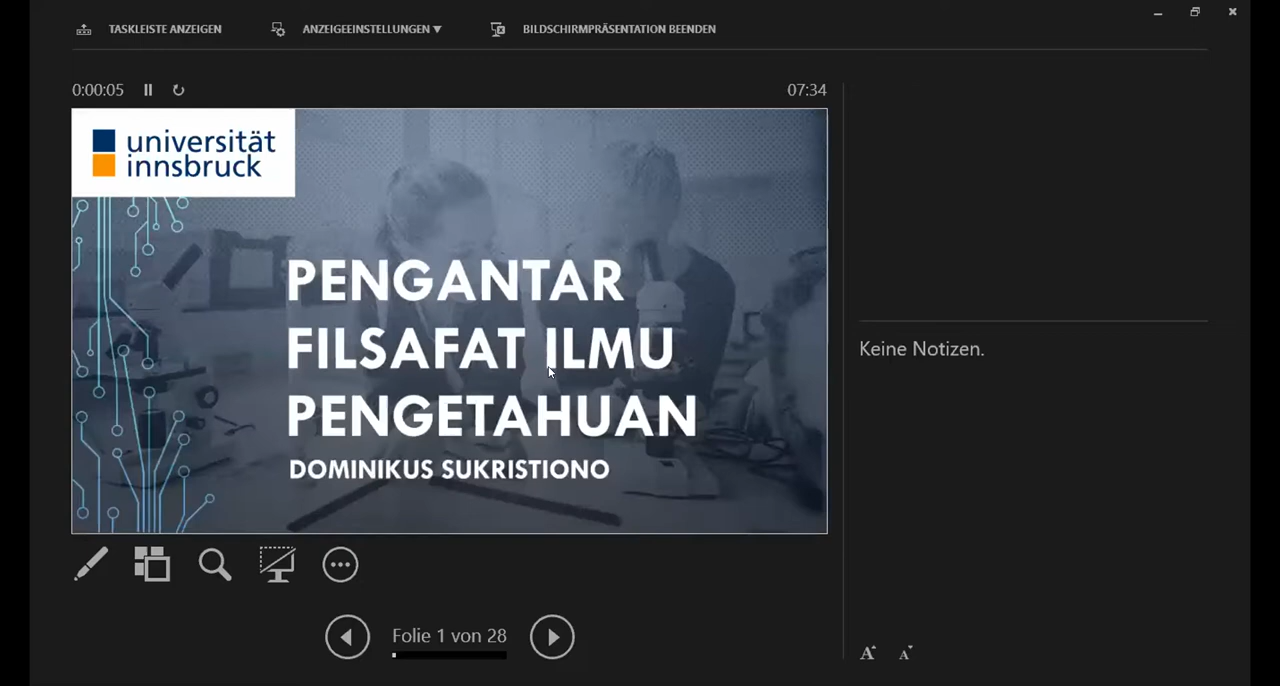 TASKLEISTE ANZEIGEN
ANZEIGEEINSTELLUNGEN ▼
BILDSCHIRMPRÄSENTATION BEENDEN
0:00:05
07:34
universität
innsbruck
PENGANTAR
FILSAFAT ILMU
PENGETAHUAN
DOMINIKUS SUKRISTIONO
Keine Notizen.
Folie 1 von 28
A A